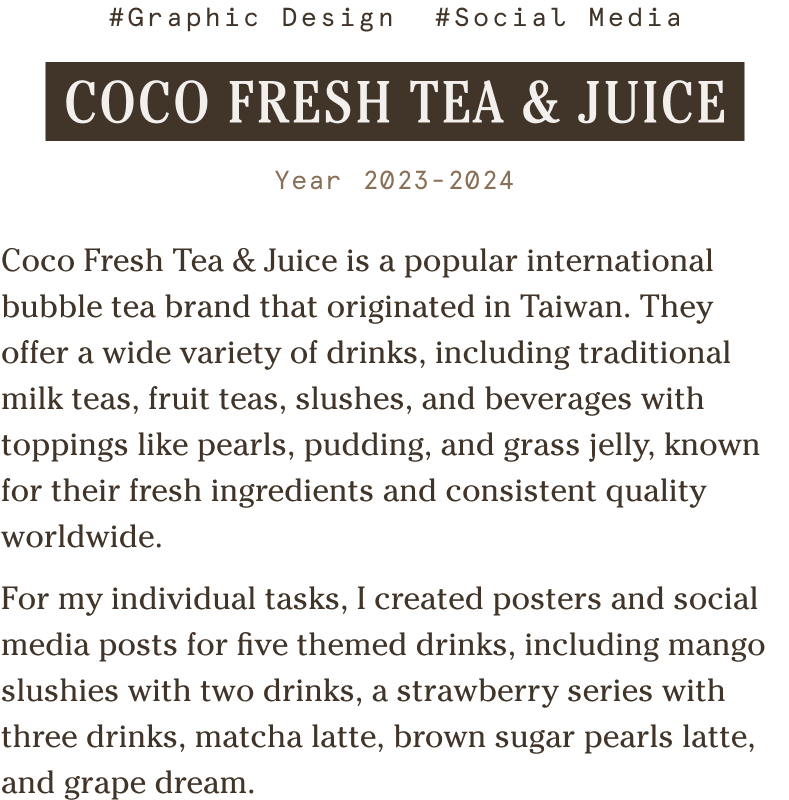 #Graphic Design #Social Media
COCO FRESH TEA & JUICE
Year 2023-2024
Coco Fresh Tea & Juice is a popular international
bubble tea brand that originated in Taiwan. They
offer a wide variety of drinks, including traditional
milk teas, fruit teas, slushes, and beverages with
toppings like pearls, pudding, and grass jelly, known
for their fresh ingredients and consistent quality
worldwide.
For my individual tasks, I created posters and social
media posts for five themed drinks, including mango
slushies with two drinks, a strawberry series with
three drinks, matcha latte, brown sugar pearls latte,
and grape dream.